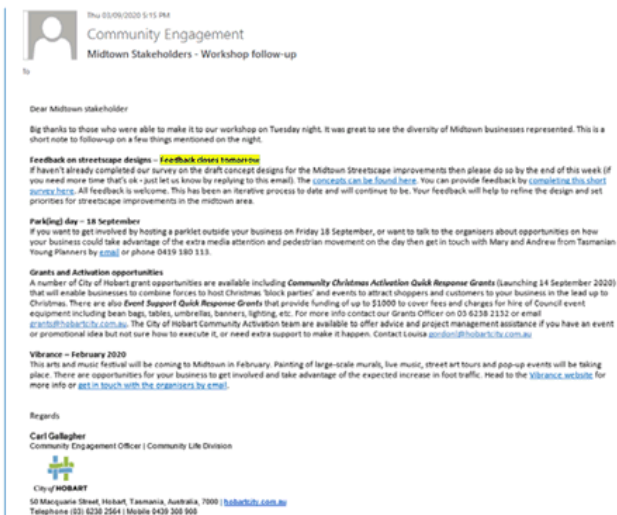 Thu 03/09/2020 5:15 PM
Community Engagement
Midtown Stakeholders - Workshop follow-up
To
Dear Midtown stakeholder
Big thanks to those who were able to make it to our workshop on Tuesday night. It was great to see the diversity of Midtown businesses represented. This is a
short note to follow-up on a few things mentioned on the night.
Feedback on streetscape designs – Feedback closes tomorrow
If haven't already completed our survey on the draft concept designs for the Midtown Streetscape improvements then please do so by the end of this week (if
you need more time that's ok - just let us know by replying to this email). The concepts can be found here. You can provide feedback by completing this short
survey here. All feedback is welcome. This has been an iterative process to date and will continue to be. Your feedback will help to refine the design and set
priorities for streetscape improvements in the midtown area.
Park(ing) day – 18 September
If you want to get involved by hosting a parklet outside your business on Friday 18 September, or want to talk to the organisers about opportunities on how
your business could take advantage of the extra media attention and pedestrian movement on the day then get in touch with Mary and Andrew from Tasmanian
Young Planners by email or phone 0419 180 113.
Grants and Activation opportunities
A number of City of Hobart grant opportunities are available including Community Christmas Activation Quick Response Grants (Launching 14 September 2020)
that will enable businesses to combine forces to host Christmas 'block parties' and events to attract shoppers and customers to your business in the lead up to
Christmas. There are also Event Support Quick Response Grants that provide funding of up to $1000 to cover fees and charges for hire of Council event
equipment including bean bags, tables, umbrellas, banners, lighting, etc. For more info contact our Grants Officer on 03 6238 2132 or email
grants@hobartcity.com.au. The City of Hobart Community Activation team are available to offer advice and project management assistance if you have an event
or promotional idea but not sure how to execute it, or need extra support to make it happen. Contact Louisa gordonl@hobartcity.com.au
Vibrance – February 2020
This arts and music festival will be coming to Midtown in February. Painting of large-scale murals, live music, street art tours and pop-up events will be taking
place. There are opportunities for your business to get involved and take advantage of the expected increase in foot traffic. Head to the Vibrance website for
more info or get in touch with the organisers by email.
Regards
Carl Gallagher
Community Engagement Officer | Community Life Division
City of HOBART
50 Macquarie Street, Hobart, Tasmania, Australia, 7000 | hobartcity.com.au
Telephone (03) 6238 2564 | Mobile 0439 308 908